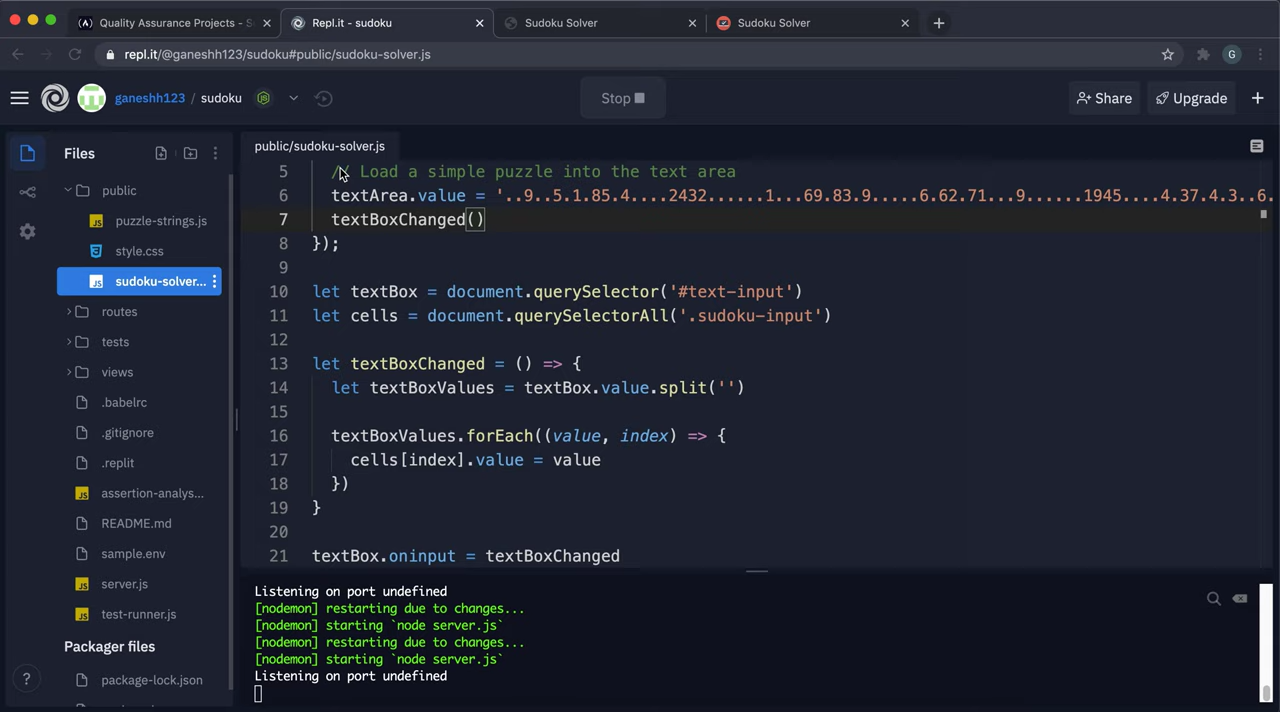 Quality Assurance Projects - S
Repl.it - sudoku
Sudoku Solver
Sudoku Solver
repl.it/@ganeshh123/sudoku#public/sudoku-solver.js
G
ganeshh123 / sudoku
Stop
Share
Upgrade
Files
public
puzzle-strings.js
style.css
sudoku-solver...
routes
tests
views
.babelrc
.gitignore
.replit
assertion-analys...
README.md
sample.env
server.js
test-runner.js
Packager files
package-lock.json
public/sudoku-solver.js
5 // Load a simple puzzle into the text area
6 textArea.value = '..9..5.1.85.4....2432......1...69.83.9.....6.62.71...9......1945....4.37.4.3..6.
7 textBoxChanged()
8 });
9
10 let textBox = document.querySelector('#text-input')
11 let cells = document.querySelectorAll('.sudoku-input')
12
13 let textBoxChanged = () => {
14 let textBoxValues = textBox.value.split('')
15
16 textBoxValues.forEach((value, index) => {
17 cells[index].value = value
18 })
19 }
20
21 textBox.oninput = textBoxChanged
Listening on port undefined
[nodemon] restarting due to changes...
[nodemon] starting `node server.js`
[nodemon] restarting due to changes...
[nodemon] starting `node server.js`
Listening on port undefined